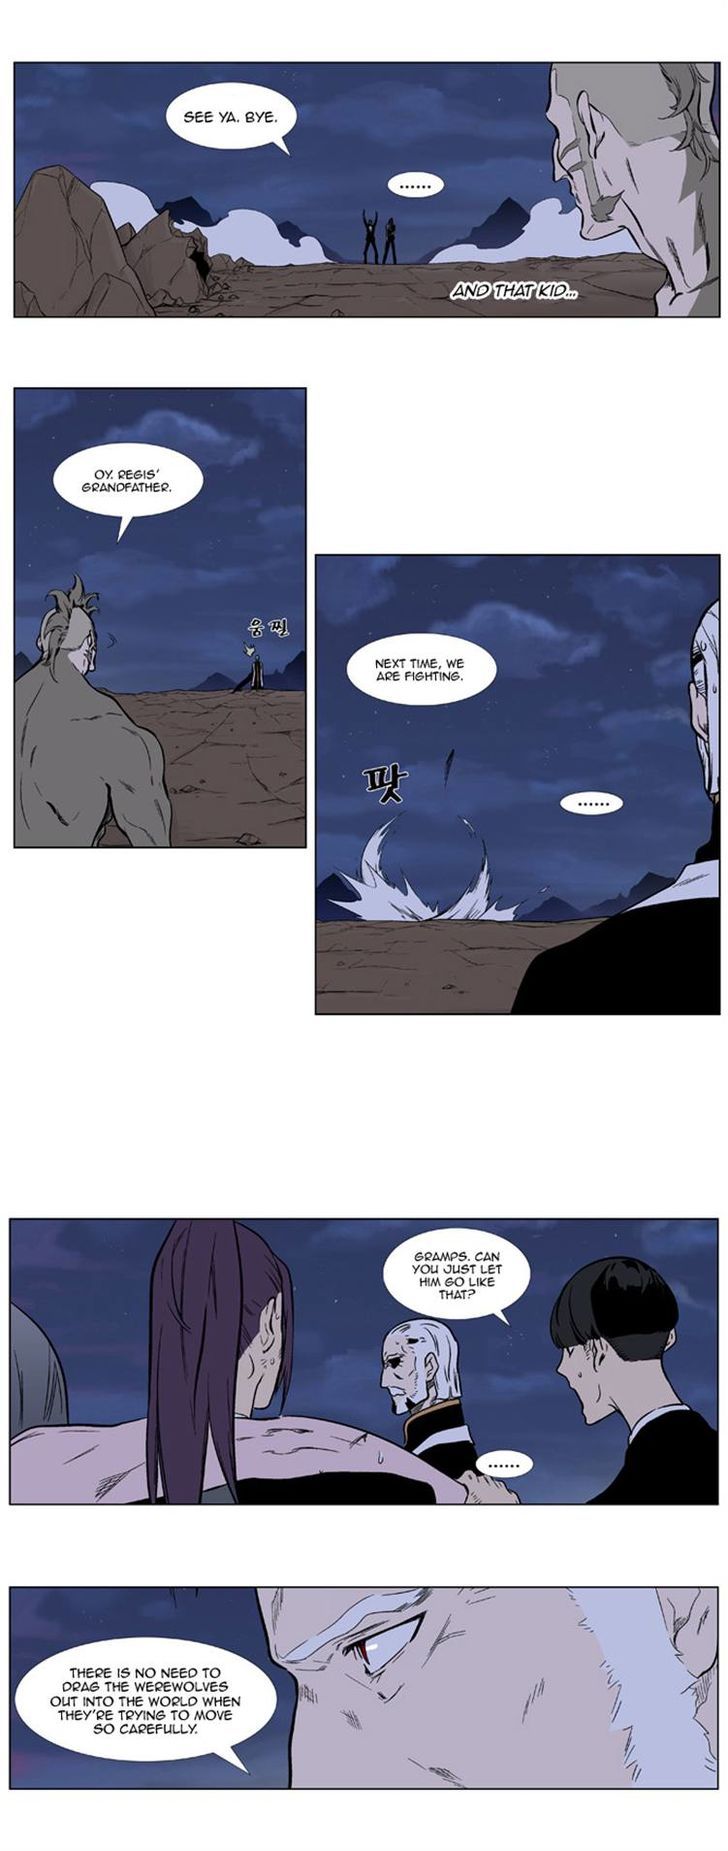 SEE YA. BYE.
......
AND THAT KID...
OY. REGIS'
GRANDFATHER.
움찔
NEXT TIME, WE
ARE FIGHTING.
팟
......
GRAMPS. CAN
YOU JUST LET
HIM GO LIKE
THAT?
......
THERE IS NO NEED TO
DRAG THE WEREWOLVES
OUT INTO THE WORLD WHEN
THEY'RE TRYING TO MOVE
SO CAREFULLY.